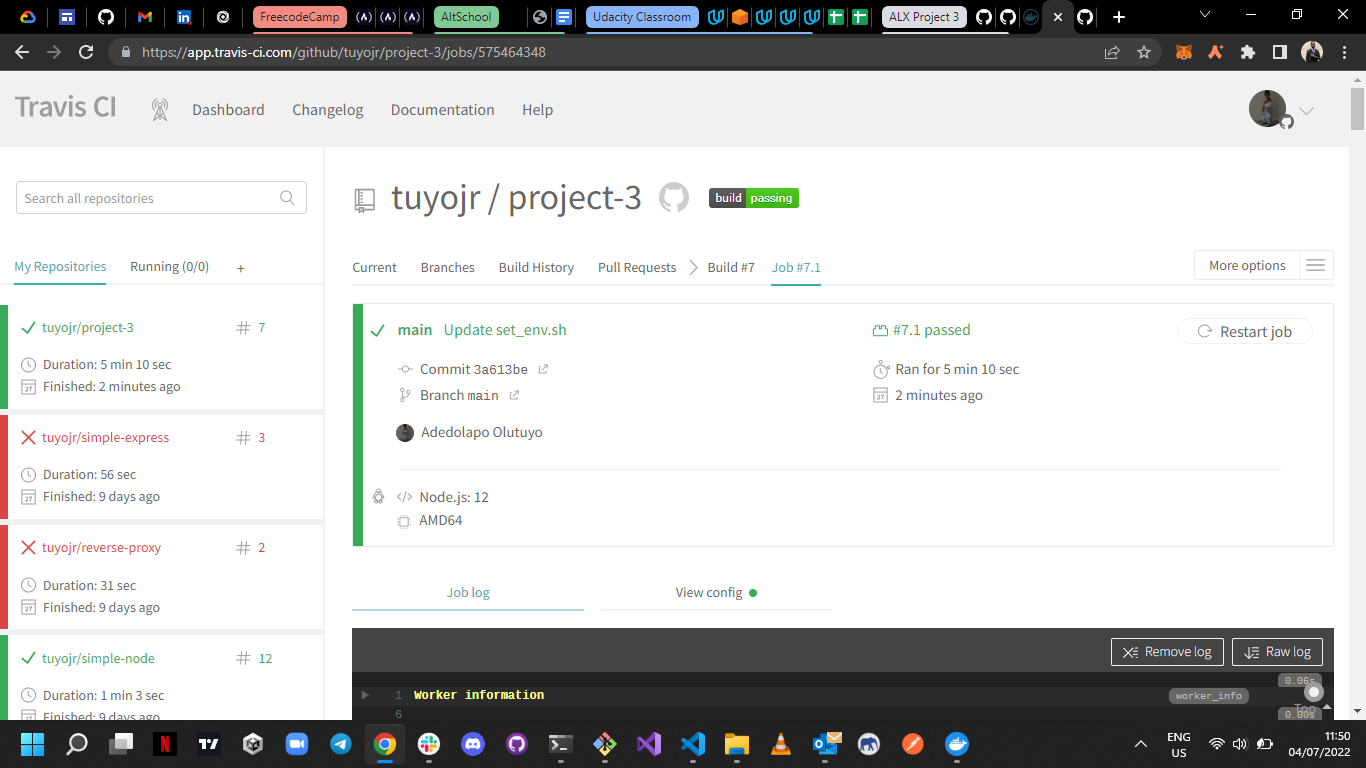 FreecodeCamp
AltSchool
Udacity Classroom
ALX Project 3
https://app.travis-ci.com/github/tuyojr/project-3/jobs/575464348
Travis CI
Dashboard
Changelog
Documentation
Help
Search all repositories
My Repositories
Running (0/0)
+
tuyojr/project-3
# 7
Duration: 5 min 10 sec
Finished: 2 minutes ago
tuyojr/simple-express
# 3
Duration: 56 sec
Finished: 9 days ago
tuyojr/reverse-proxy
# 2
Duration: 31 sec
Finished: 9 days ago
tuyojr/simple-node
# 12
Duration: 1 min 3 sec
Finished: 9 days ago
tuyojr / project-3
build passing
Current
Branches
Build History
Pull Requests
Build #7
Job #7.1
More options
main Update set_env.sh
Commit 3a613be
Branch main
Adedolapo Olutuyo
#7.1 passed
Ran for 5 min 10 sec
2 minutes ago
Restart job
Node.js: 12
AMD64
Job log
View config
Remove log
Raw log
0.06s
1 Worker information
worker_info
6
0.00s
Top
ENG
US
11:50
04/07/2022